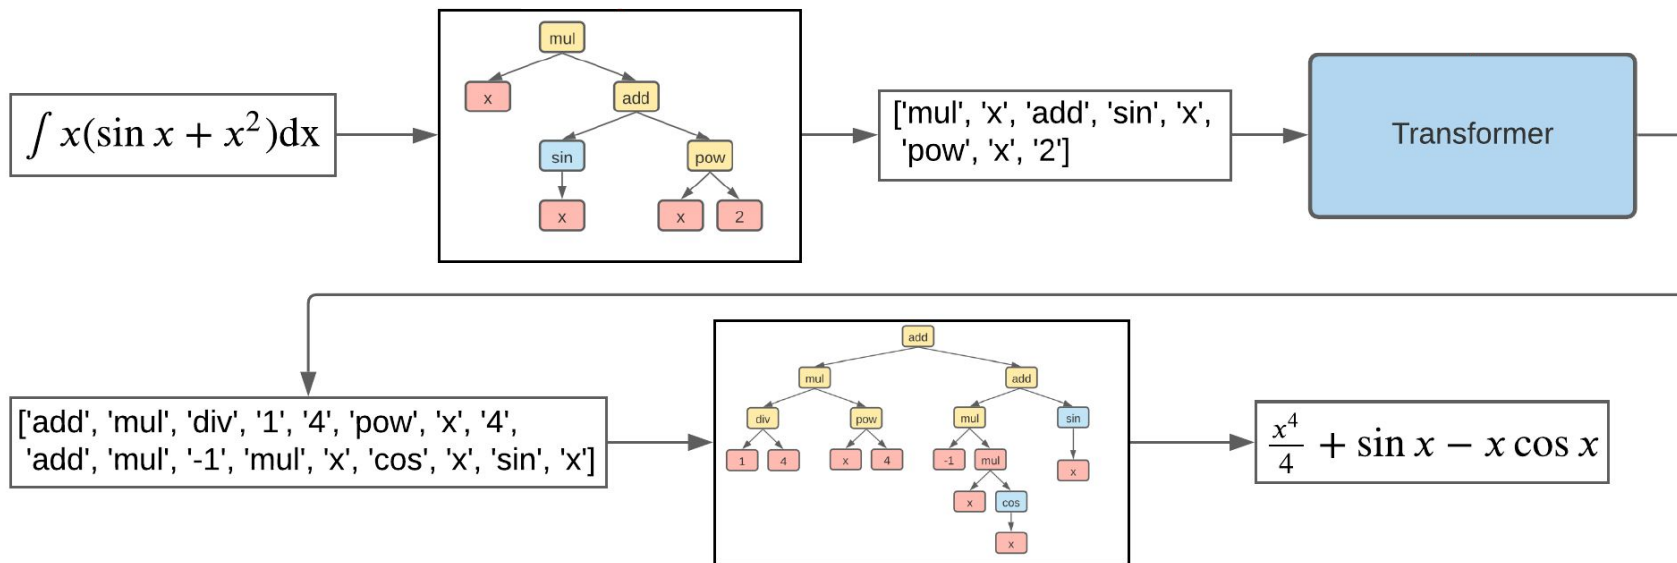 ∫ x(sin x + x²)dx
mul
x
add
sin
pow
x
x
2
['mul', 'x', 'add', 'sin', 'x',
'pow', 'x', '2']
Transformer
['add', 'mul', 'div', '1', '4', 'pow', 'x', '4',
'add', 'mul', '-1', 'mul', 'x', 'cos', 'x', 'sin', 'x']
add
mul
add
div
pow
mul
sin
1
4
x
4
-1
mul
x
x
cos
x
x⁴/4 + sin x − x cos x